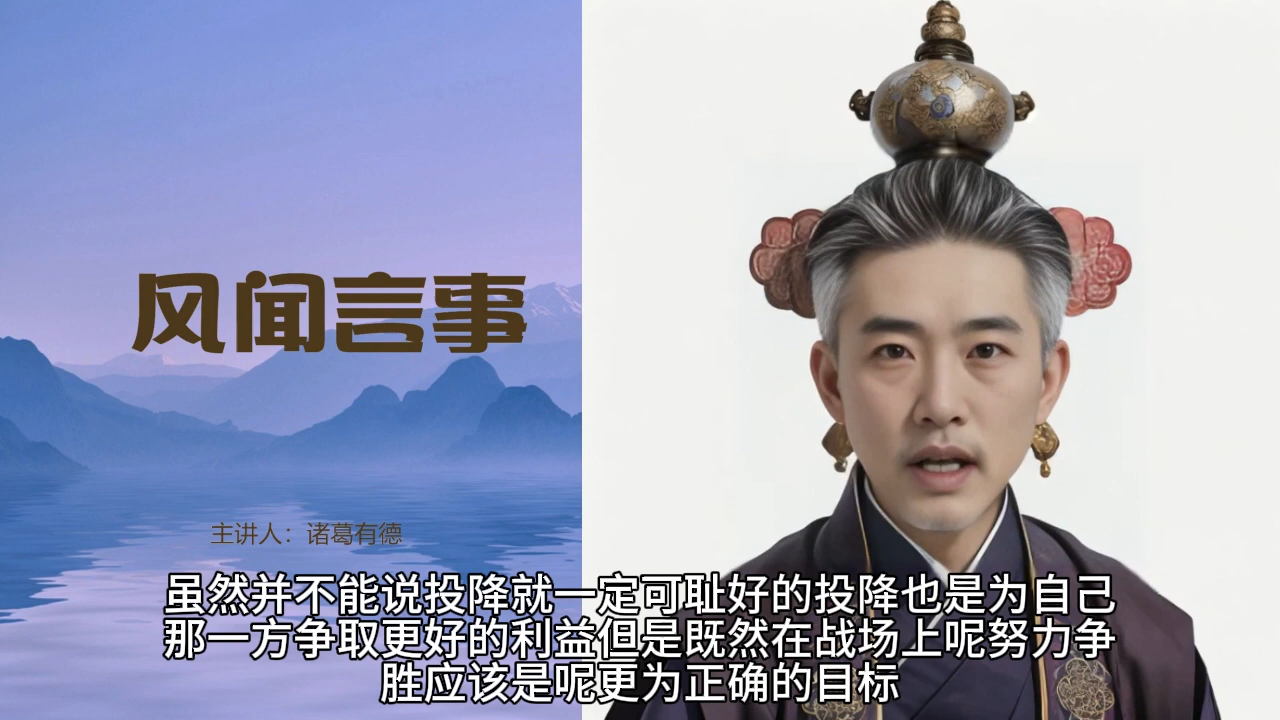 风闻言事
主讲人：诸葛有德
虽然并不能说投降就一定可耻好的投降也是为自己
那一方争取更好的利益但是既然在战场上呢努力争
胜应该是呢更为正确的目标